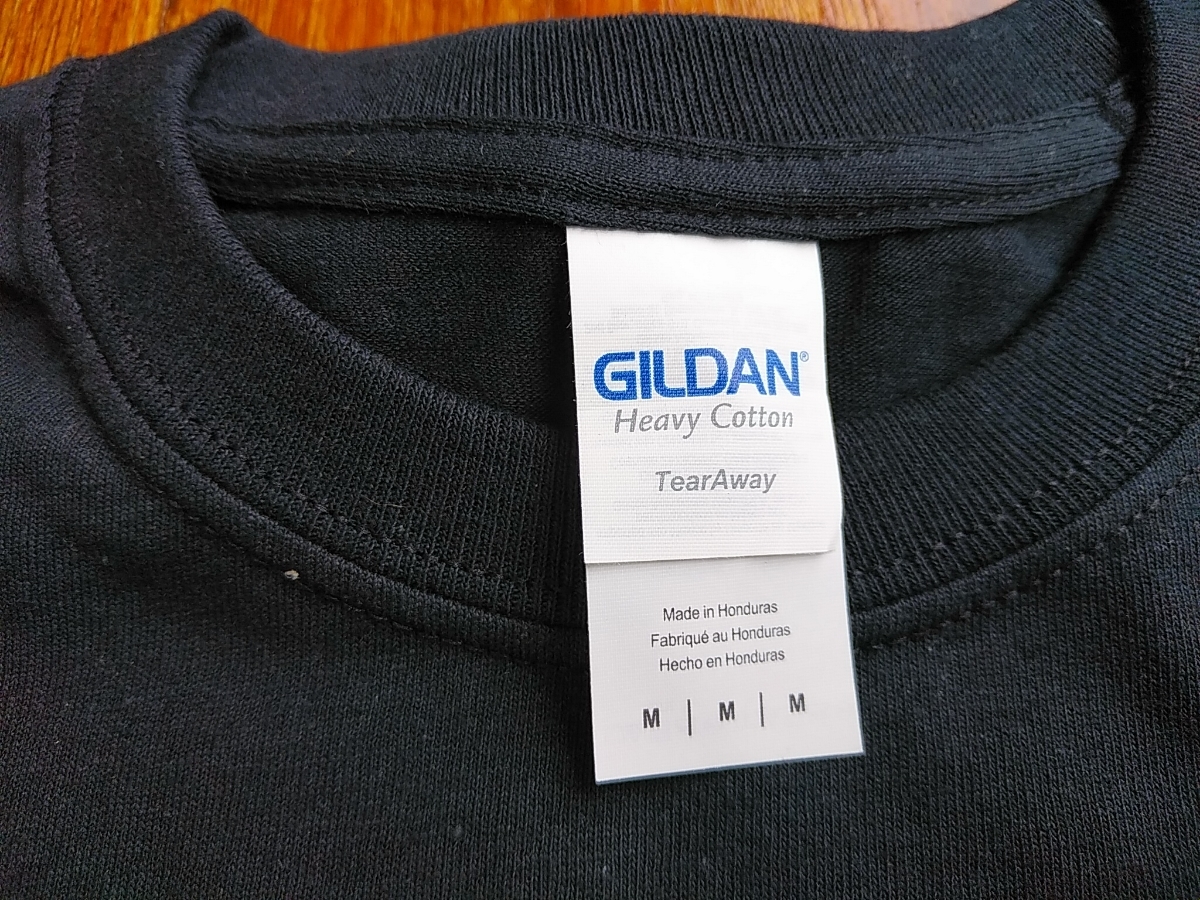 GILDAN®
Heavy Cotton
TearAway
Made in Honduras
Fabriqué au Honduras
Hecho en Honduras
M | M | M